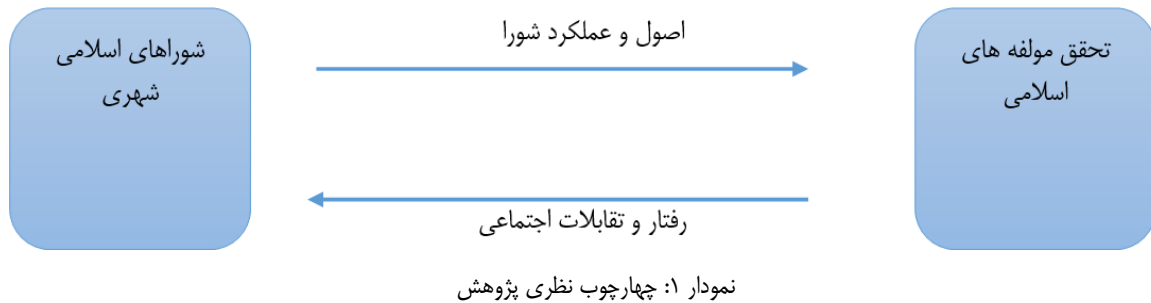 تحقق مولفه های
اسلامی
اصول و عملکرد شورا
شوراهای اسلامی
شهری
رفتار و تقابلات اجتماعی
نمودار ۱: چهارچوب نظری پژوهش